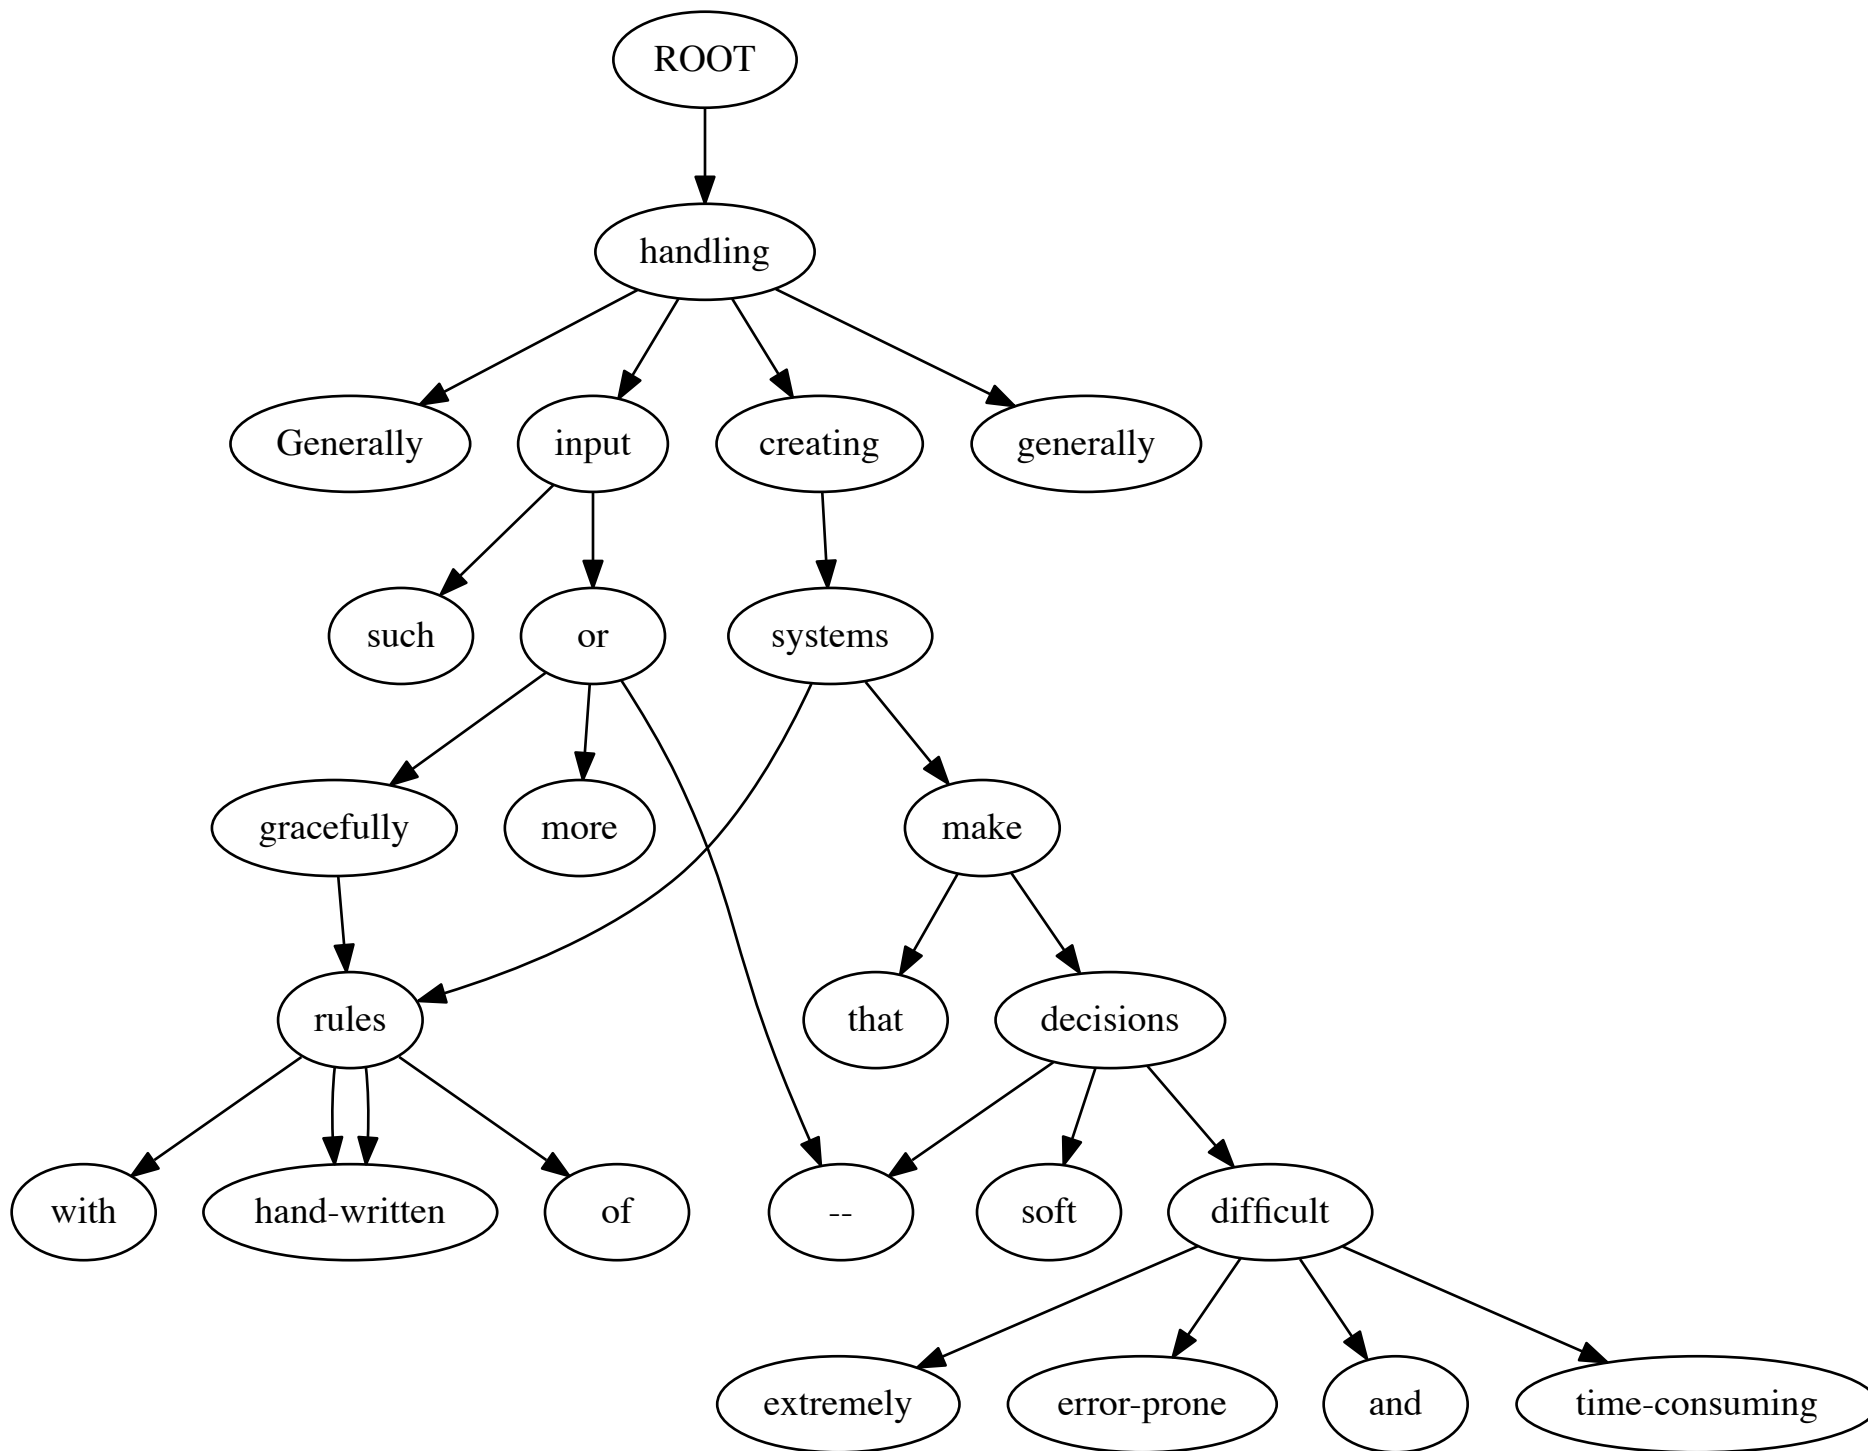 ROOT
handling
Generally input creating generally
such or systems
gracefully more make
rules that decisions
with hand-written of -- soft difficult
extremely error-prone and time-consuming